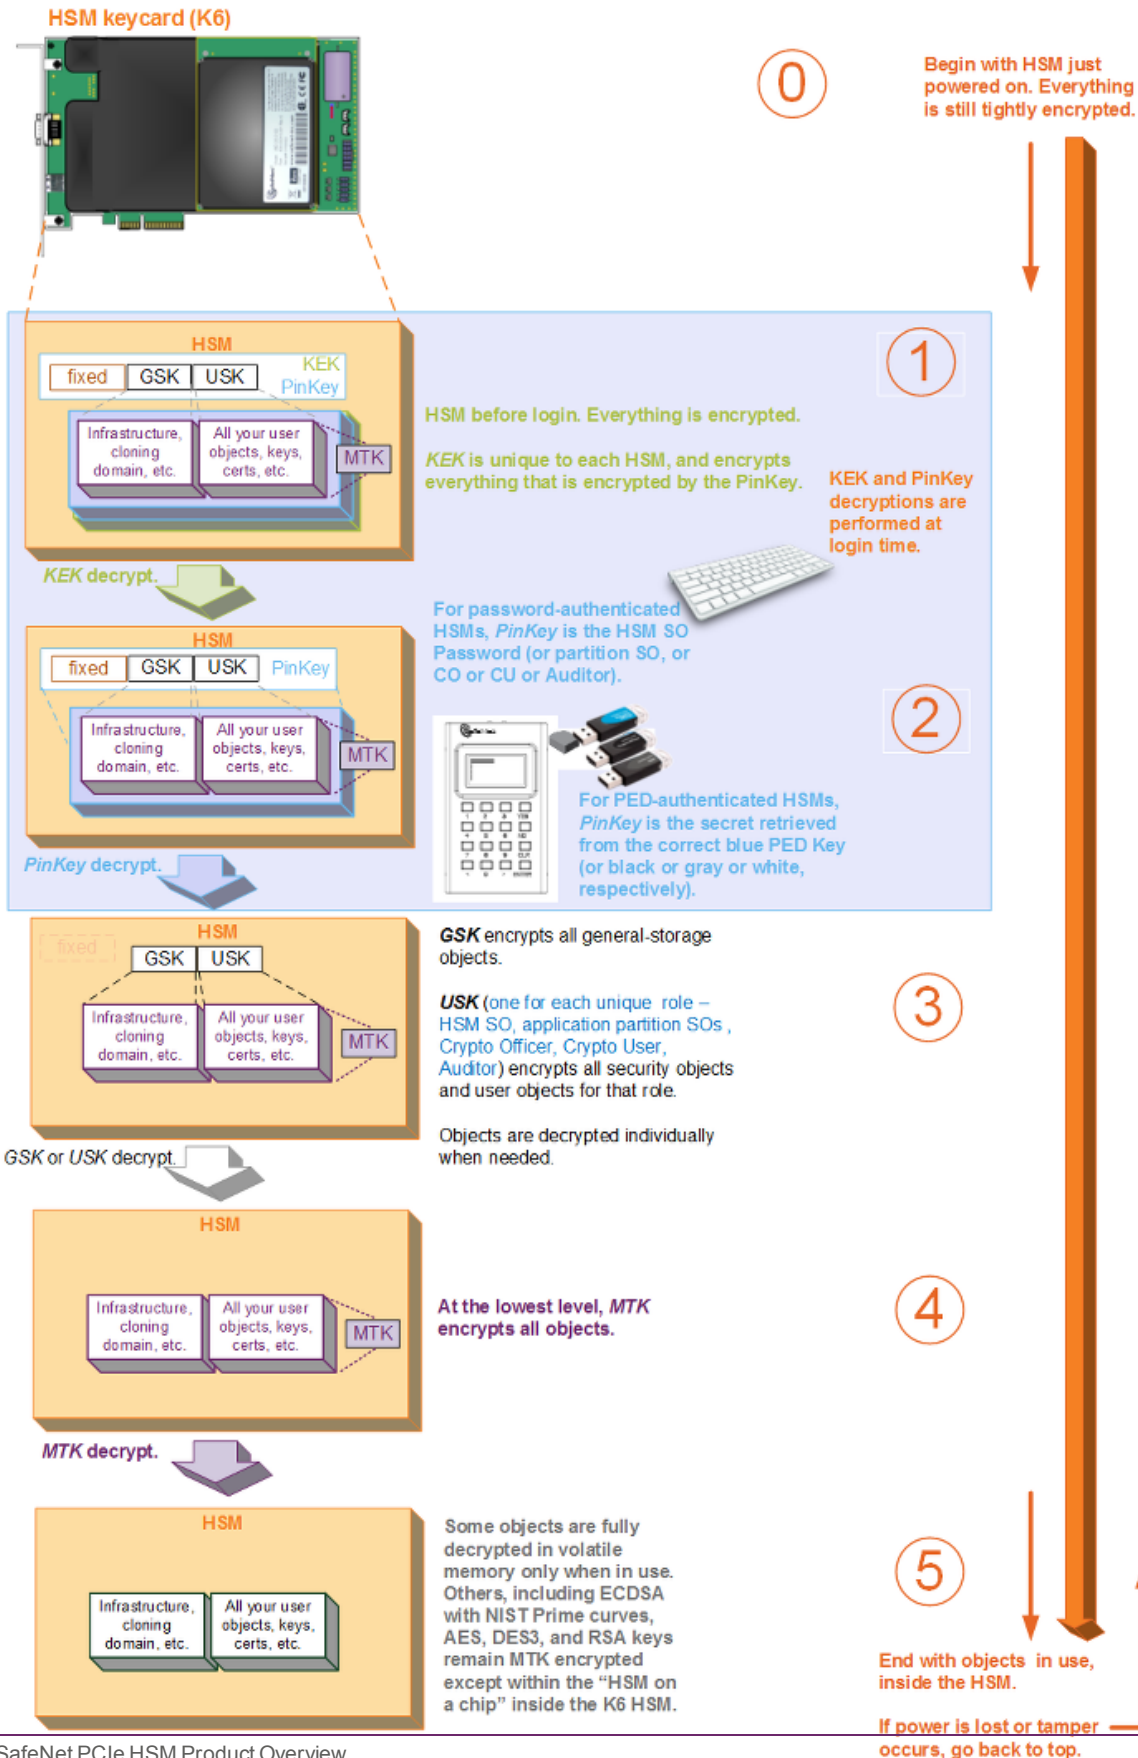 HSM keycard (K6)
0
Begin with HSM just
powered on. Everything
is still tightly encrypted.
HSM
KEK
fixed
GSK
USK
PinKey
Infrastructure,
cloning
domain, etc.
All your user
objects, keys,
certs, etc.
MTK
1
HSM before login. Everything is encrypted.
KEK is unique to each HSM, and encrypts
everything that is encrypted by the PinKey.
KEK and PinKey
decryptions are
performed at
login time.
KEK decrypt.
HSM
fixed
GSK
USK
PinKey
Infrastructure,
cloning
domain, etc.
All your user
objects, keys,
certs, etc.
MTK
For password-authenticated
HSMs, PinKey is the HSM SO
Password (or partition SO, or
CO or CU or Auditor).
2
For PED-authenticated HSMs,
PinKey is the secret retrieved
from the correct blue PED Key
(or black or gray or white,
respectively).
PinKey decrypt.
HSM
fixed
GSK
USK
Infrastructure,
cloning
domain, etc.
All your user
objects, keys,
certs, etc.
MTK
GSK encrypts all general-storage
objects.
USK (one for each unique role –
HSM SO, application partition SOs ,
Crypto Officer, Crypto User,
Auditor) encrypts all security objects
and user objects for that role.
Objects are decrypted individually
when needed.
3
GSK or USK decrypt.
HSM
Infrastructure,
cloning
domain, etc.
All your user
objects, keys,
certs, etc.
MTK
At the lowest level, MTK
encrypts all objects.
4
MTK decrypt.
HSM
Infrastructure,
cloning
domain, etc.
All your user
objects, keys,
certs, etc.
Some objects are fully
decrypted in volatile
memory only when in use.
Others, including ECDSA
with NIST Prime curves,
AES, DES3, and RSA keys
remain MTK encrypted
except within the “HSM on
a chip” inside the K6 HSM.
5
End with objects in use,
inside the HSM.
If power is lost or tamper
occurs, go back to top.
SafeNet PCIe HSM Product Overview